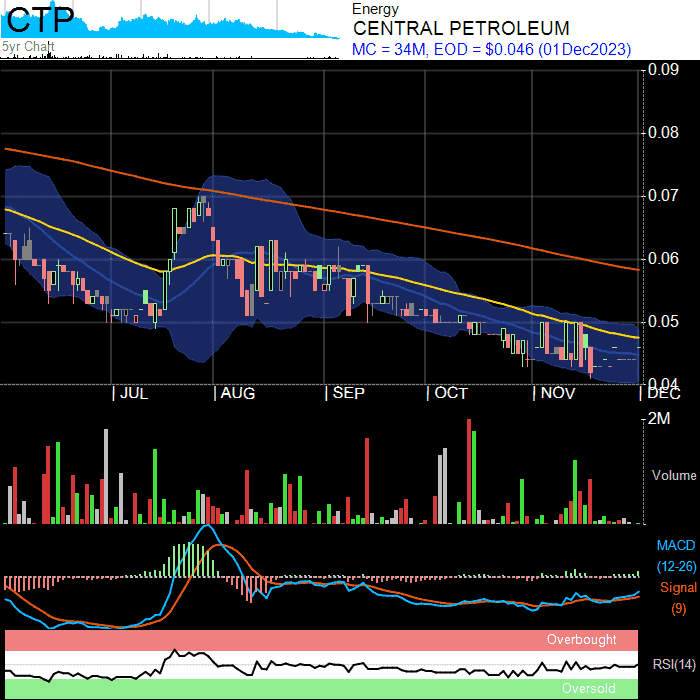 CTP
5yr Chart
Energy
CENTRAL PETROLEUM
MC = 34M, EOD = $0.046 (01Dec2023)
0.09
0.08
0.07
0.06
0.05
0.04
JUL AUG SEP OCT NOV DEC
2M
Volume
MACD
(12-26)
Signal
(9)
Overbought
RSI(14)
Oversold